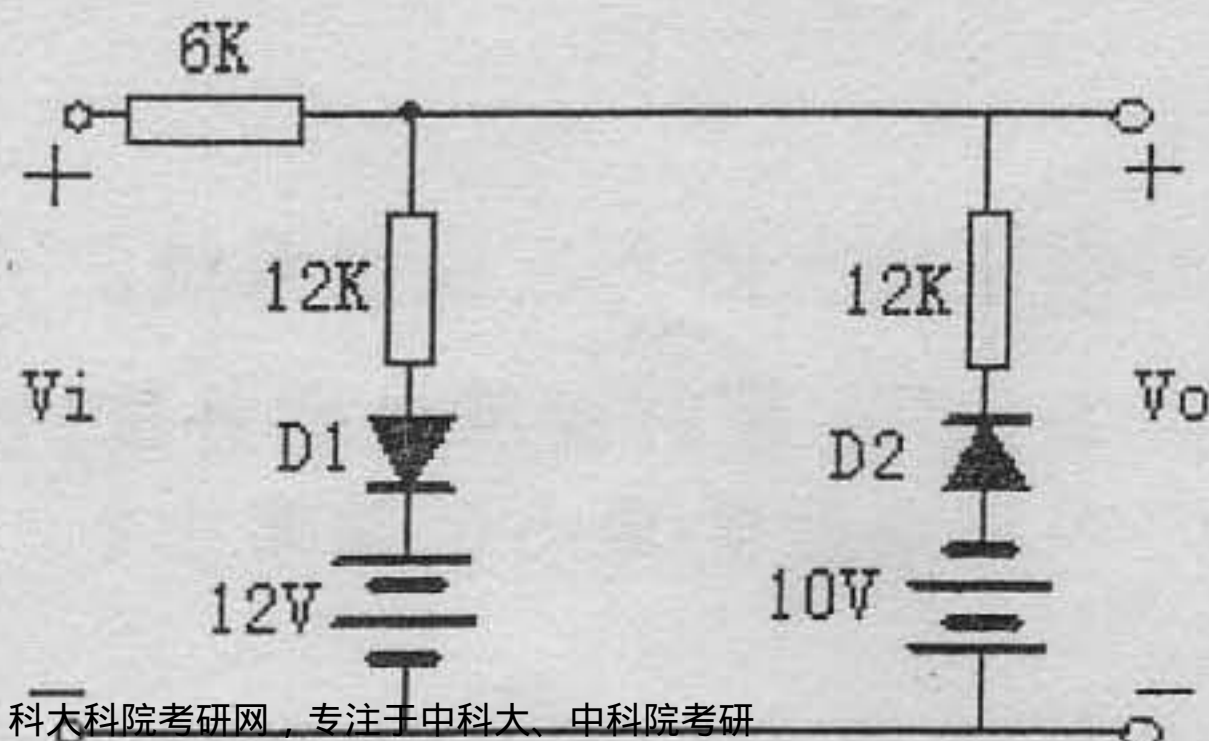 6K
+
+
12K
12K
Vi
Vo
D1
D2
12V
10V
—
—
科大科院考研网，专注于中科大、中科院考研